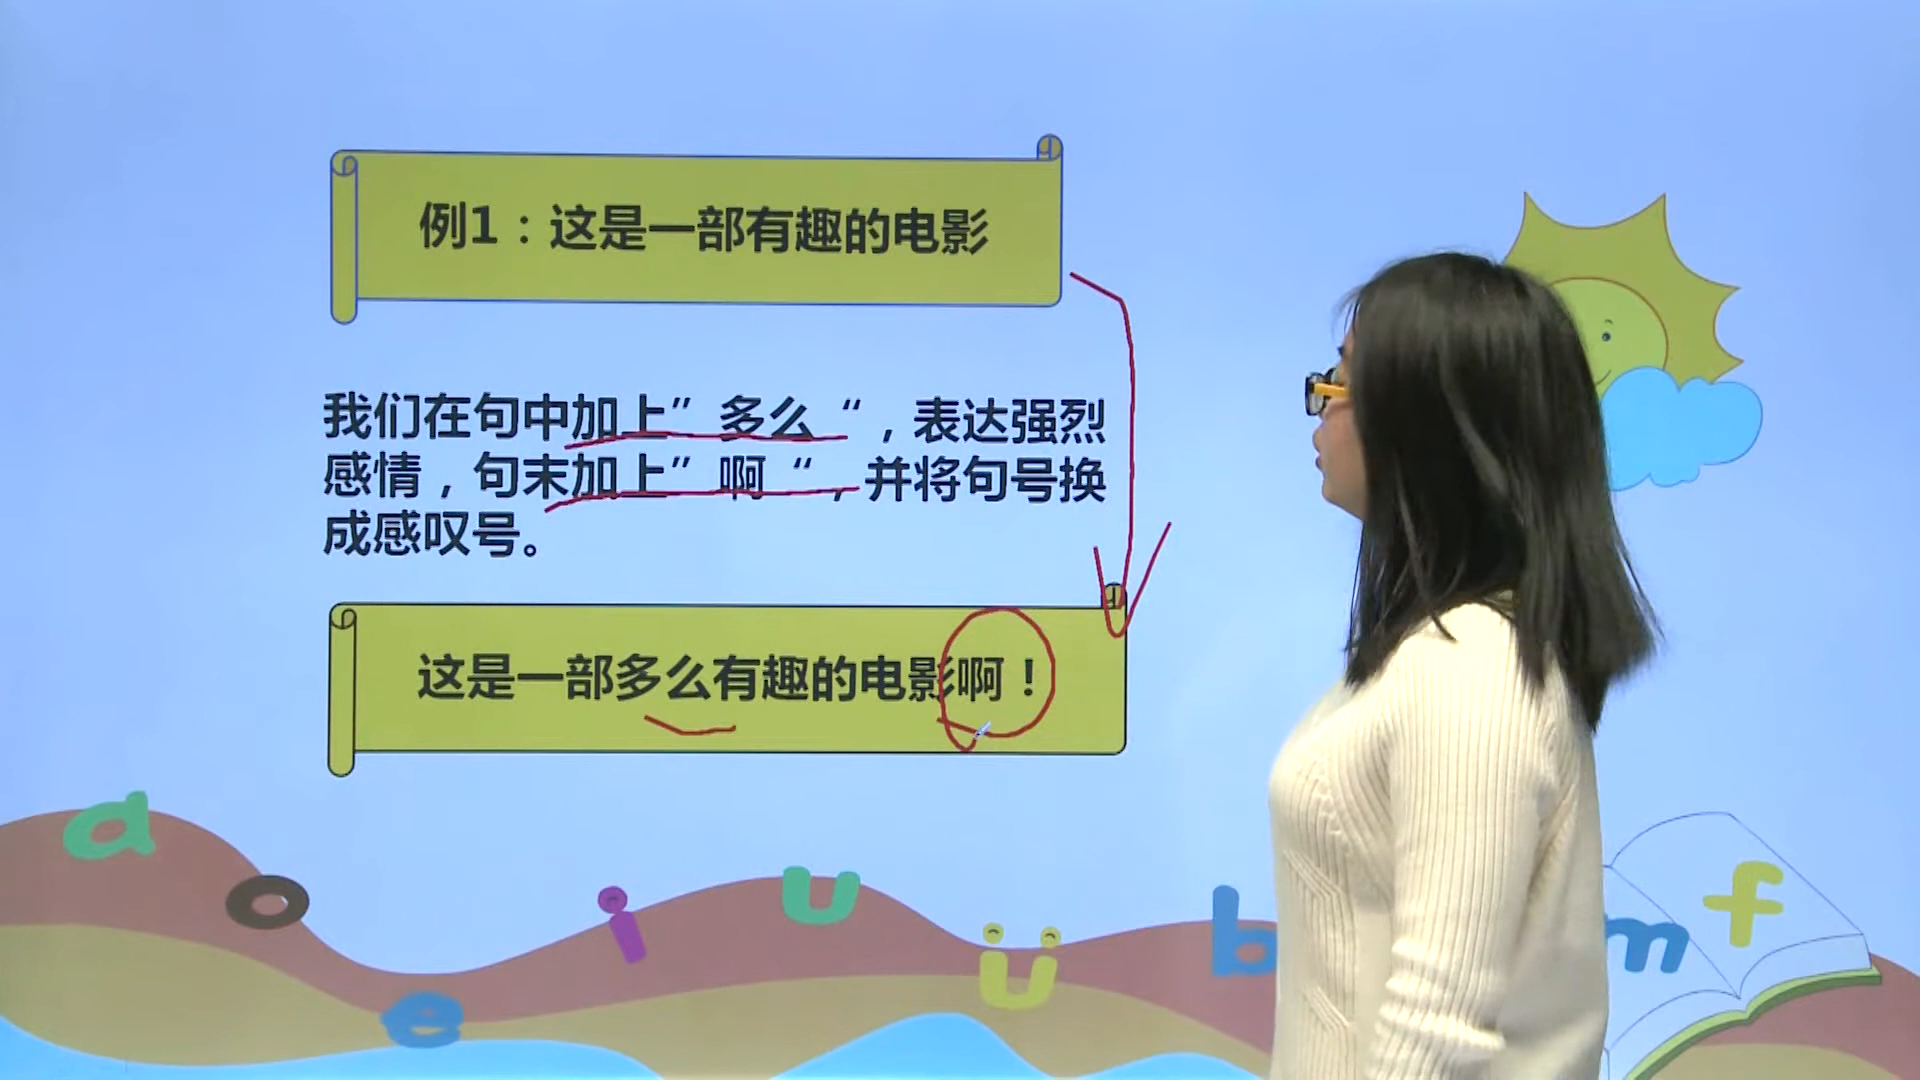 例1：这是一部有趣的电影
我们在句中加上”多么“，表达强烈
感情，句末加上”啊“，并将句号换
成感叹号。
这是一部多么有趣的电影啊！
a
o
e
i
u
ü
b
m
f